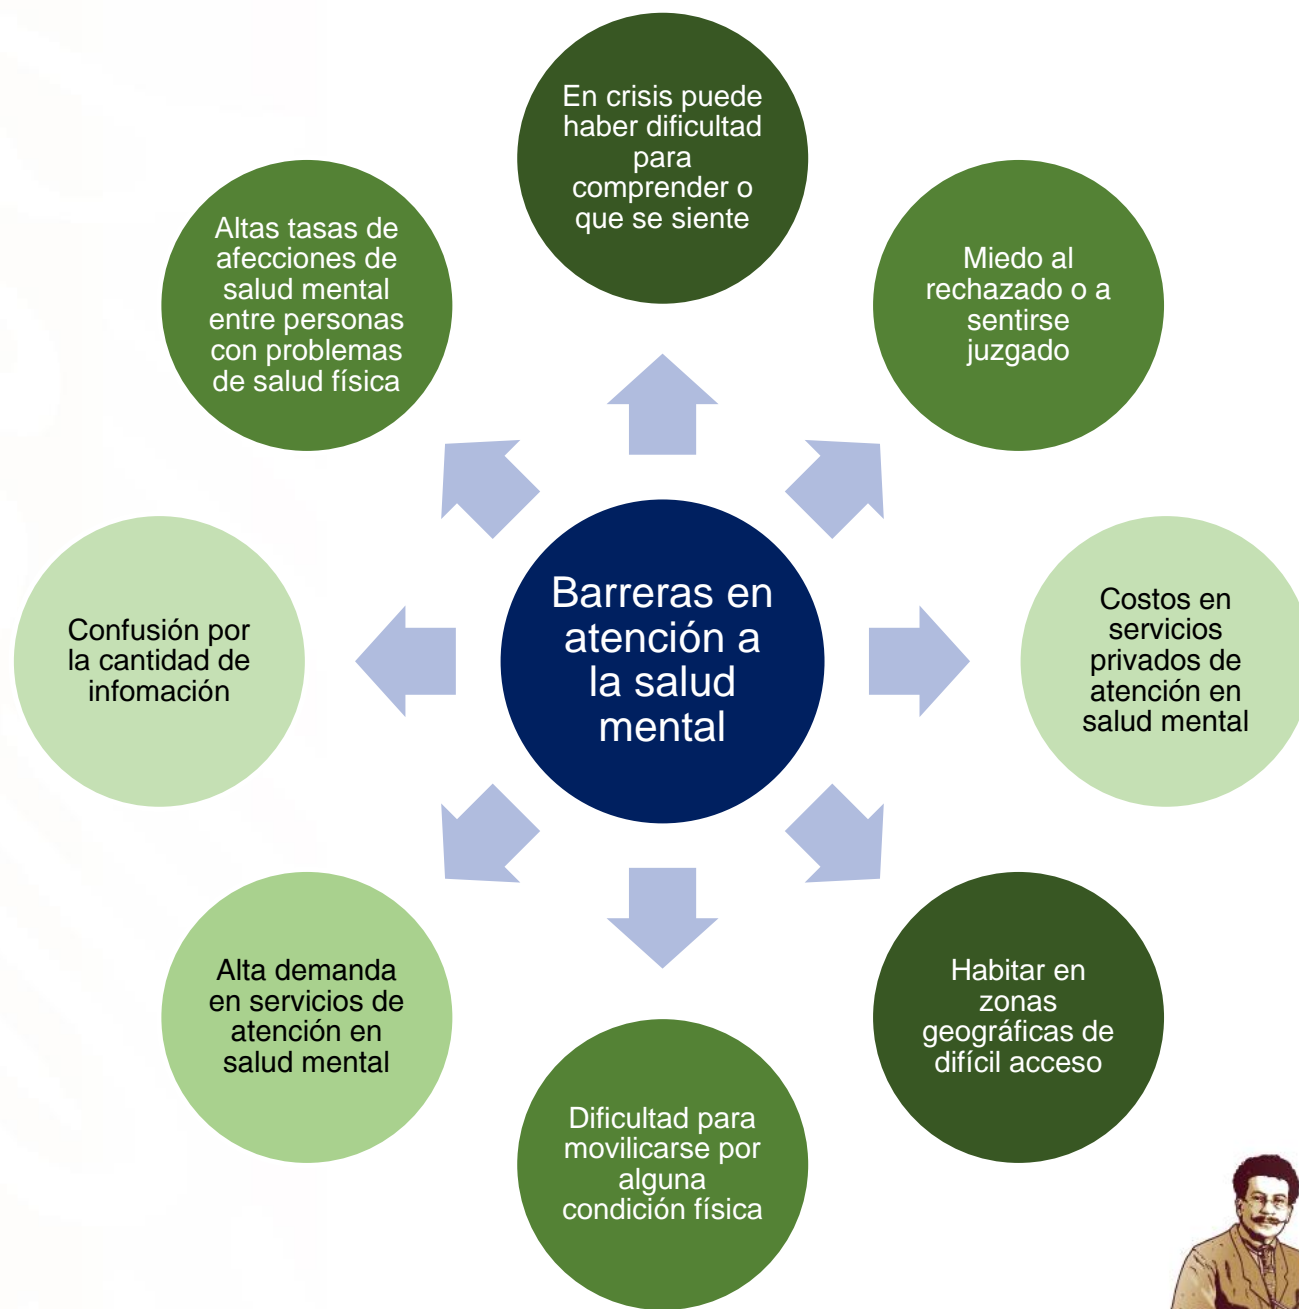 En crisis puede
haber dificultad
para
comprender o
que se siente
Miedo al
rechazado o a
sentirse
juzgado
Costos en
servicios
privados de
atención en
salud mental
Habitar en
zonas
geográficas de
difícil acceso
Dificultad para
movilicarse por
alguna
condición física
Alta demanda
en servicios de
atención en
salud mental
Confusión por
la cantidad de
infomación
Altas tasas de
afecciones de
salud mental
entre personas
con problemas
de salud física
Barreras en
atención a
la salud
mental